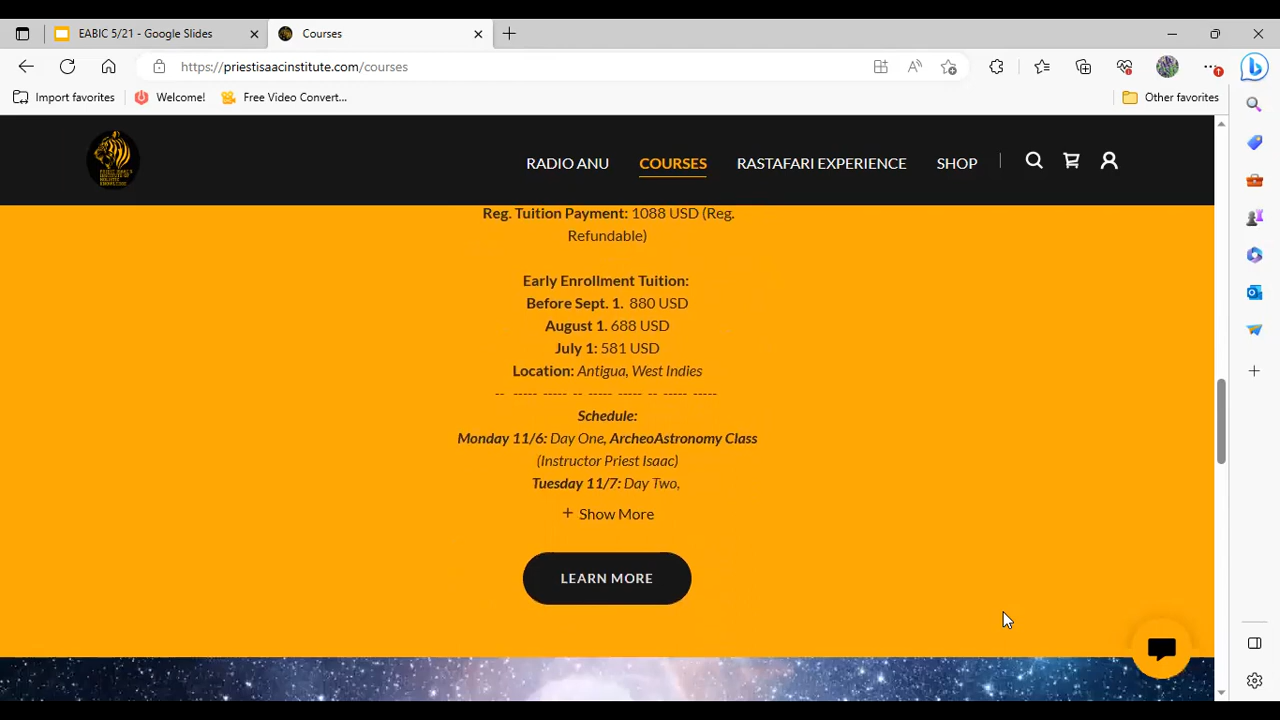 EABIC 5/21 - Google Slides
Courses
https://priestisaacinstitute.com/courses
Import favorites
Welcome!
Free Video Convert...
Other favorites
RADIO ANU
COURSES
RASTAFARI EXPERIENCE
SHOP
Reg. Tuition Payment: 1088 USD (Reg.
Refundable)
Early Enrollment Tuition:
Before Sept. 1. 880 USD
August 1. 688 USD
July 1: 581 USD
Location: Antigua, West Indies
-- ---- ---- -- ---- ---- -- ---- ----
Schedule:
Monday 11/6: Day One, ArcheoAstronomy Class
(Instructor Priest Isaac)
Tuesday 11/7: Day Two,
+ Show More
LEARN MORE